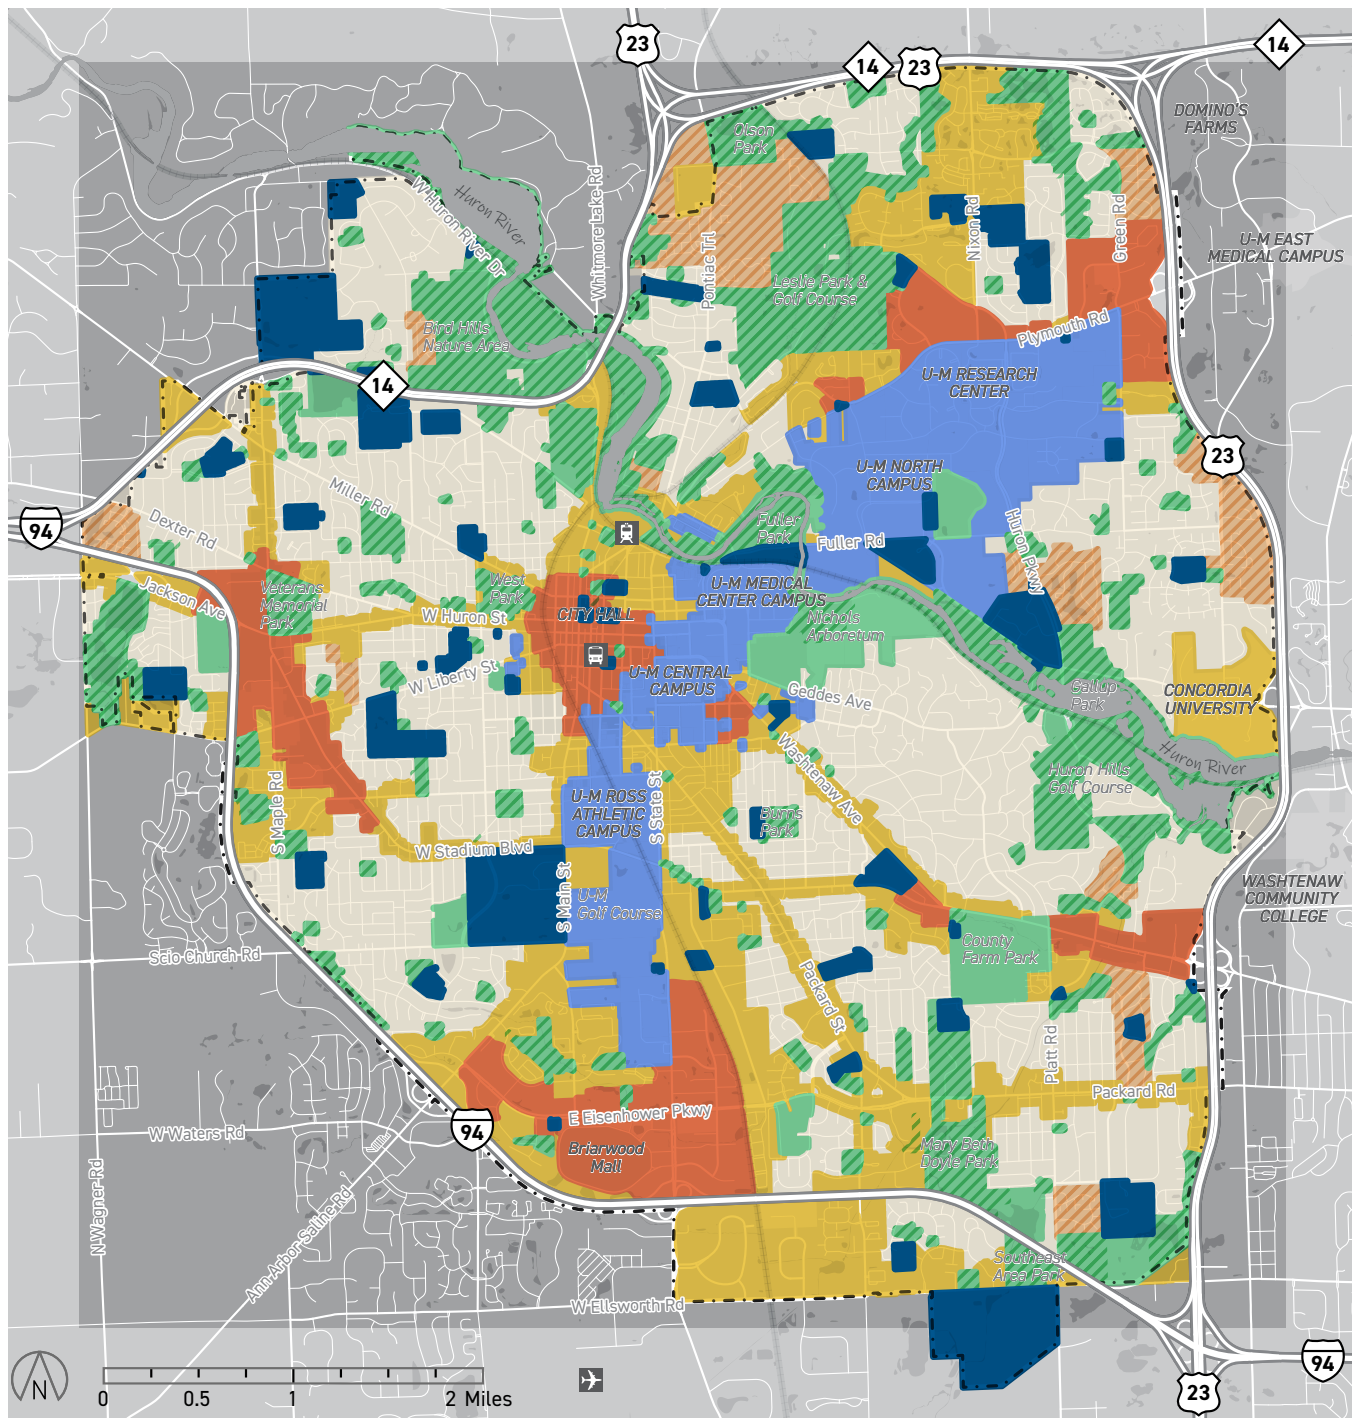 23
14
14
23
DOMINO'S
FARMS
Olson
Park
W Huron River Dr
Huron River
Whitmore Lake Rd
Pontiac Trl
Nixon Rd
Green Rd
U-M EAST
MEDICAL CAMPUS
Leslie Park &
Golf Course
Bird Hills
Nature Area
Plymouth Rd
14
U-M RESEARCH
CENTER
23
U-M NORTH
CAMPUS
Miller Rd
Dexter Rd
94
Fuller
Park
Fuller Rd
Huron Pkwy
Jackson Ave
Veterans
Memorial
Park
West
Park
U-M MEDICAL
CENTER CAMPUS
W Huron St
CITY HALL
Nichols
Arboretum
W Liberty St
U-M CENTRAL
CAMPUS
Geddes Ave
Gallup
Park
CONCORDIA
UNIVERSITY
Washtenaw Ave
Huron River
Huron Hills
Golf Course
S Maple Rd
U-M ROSS
ATHLETIC
CAMPUS
S State St
Burns
Park
W Stadium Blvd
S Main St
U-M
Golf Course
WASHTENAW
COMMUNITY
COLLEGE
County
Farm Park
Scio Church Rd
Packard St
Platt Rd
Packard Rd
E Eisenhower Pkwy
94
W Waters Rd
Briarwood
Mall
Mary Beth
Doyle Park
N Wagner Rd
Ann Arbor Saline Rd
Southeast
Area Park
W Ellsworth Rd
94
23
N
0 0.5 1 2 Miles